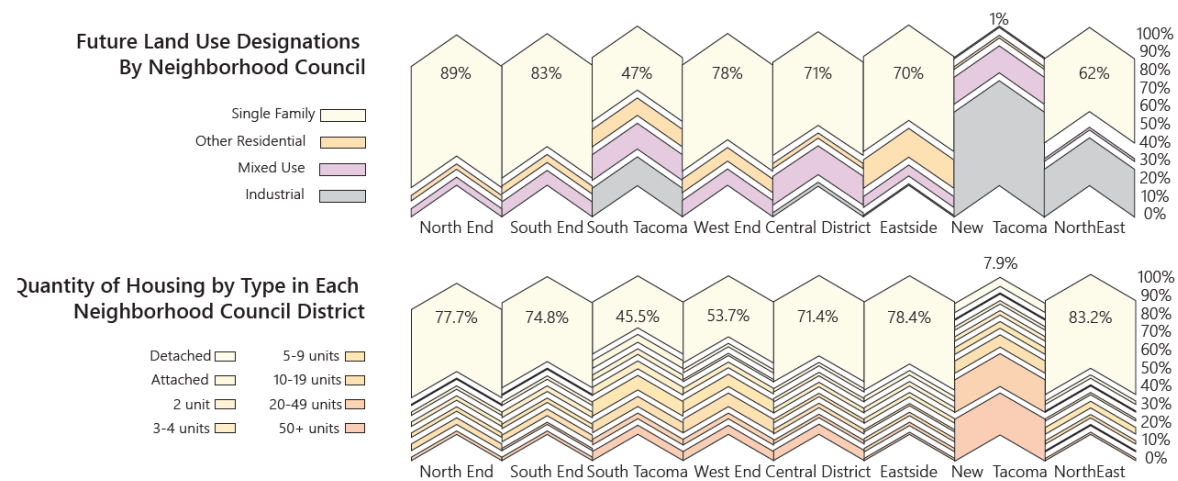 Future Land Use Designations
By Neighborhood Council
Single Family
Other Residential
Mixed Use
Industrial
89% 83% 47% 78% 71% 70% 1% 62%
100%
90%
80%
70%
60%
50%
40%
30%
20%
10%
0%
North End South End South Tacoma West End Central District Eastside New Tacoma NorthEast
Quantity of Housing by Type in Each
Neighborhood Council District
Detached 5-9 units
Attached 10-19 units
2 unit 20-49 units
3-4 units 50+ units
77.7% 74.8% 45.5% 53.7% 71.4% 78.4% 7.9% 83.2%
100%
90%
80%
70%
60%
50%
40%
30%
20%
10%
0%
North End South End South Tacoma West End Central District Eastside New Tacoma NorthEast